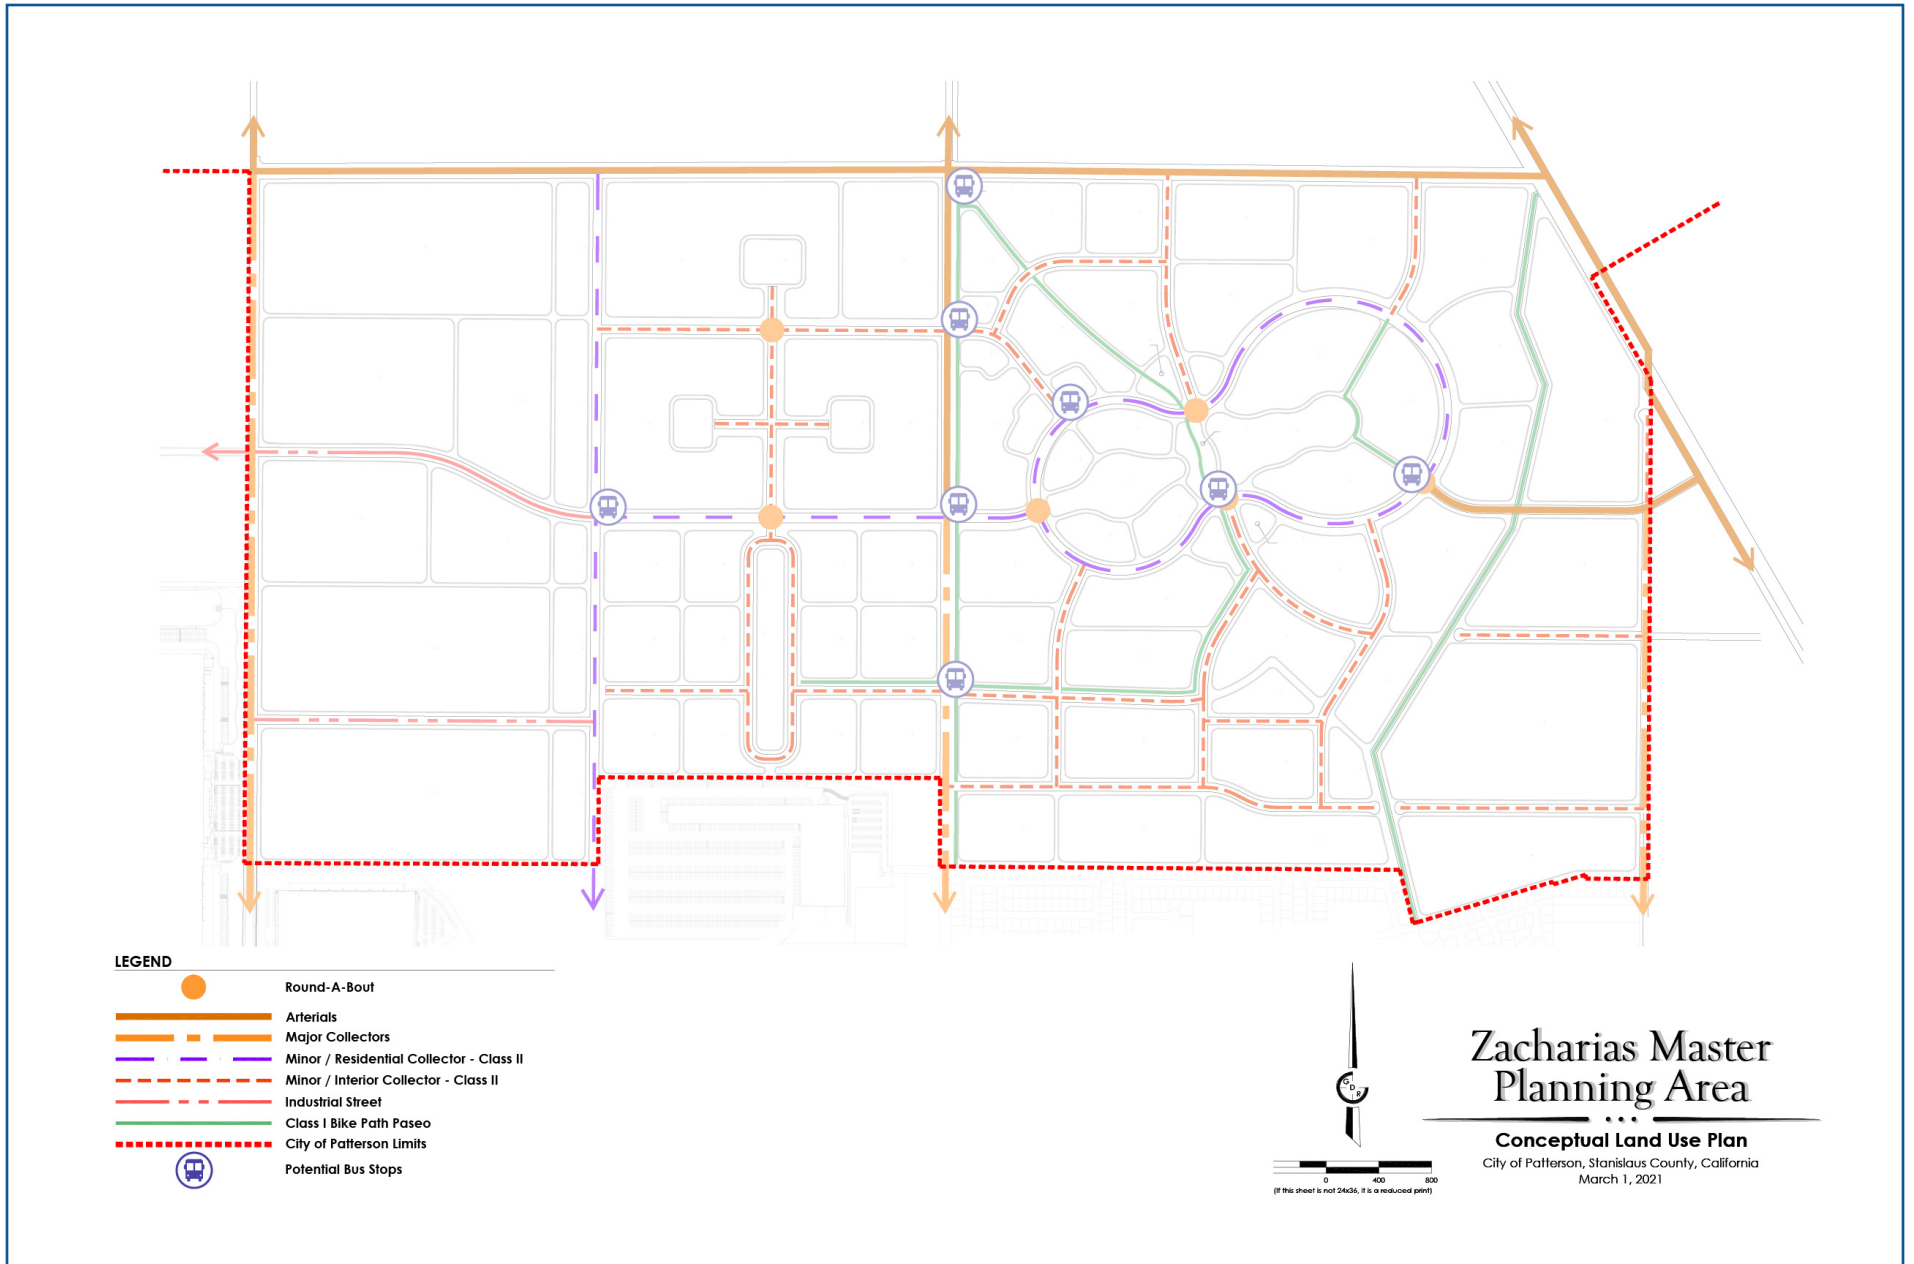 LEGEND
Round-A-Bout
Arterials
Major Collectors
Minor / Residential Collector - Class II
Minor / Interior Collector - Class II
Industrial Street
Class I Bike Path Paseo
City of Patterson Limits
Potential Bus Stops
G
D
R
0 400 800
(If this sheet is not 24x36, it is a reduced print)
Zacharias Master
Planning Area
Conceptual Land Use Plan
City of Patterson, Stanislaus County, California
March 1, 2021